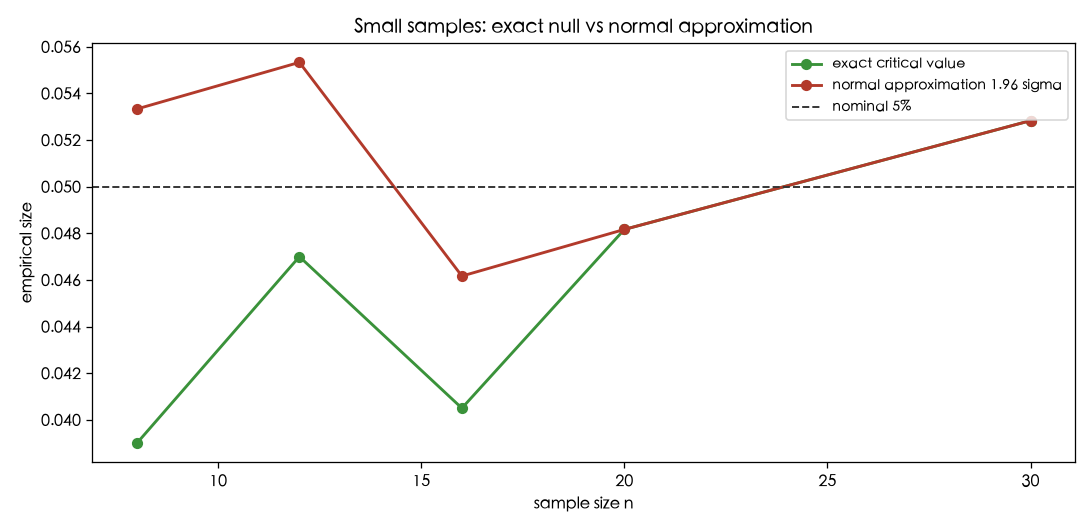 Small samples: exact null vs normal approximation
exact critical value
normal approximation 1.96 sigma
nominal 5%
empirical size
0.056
0.054
0.052
0.050
0.048
0.046
0.044
0.042
0.040
10 15 20 25 30
sample size n